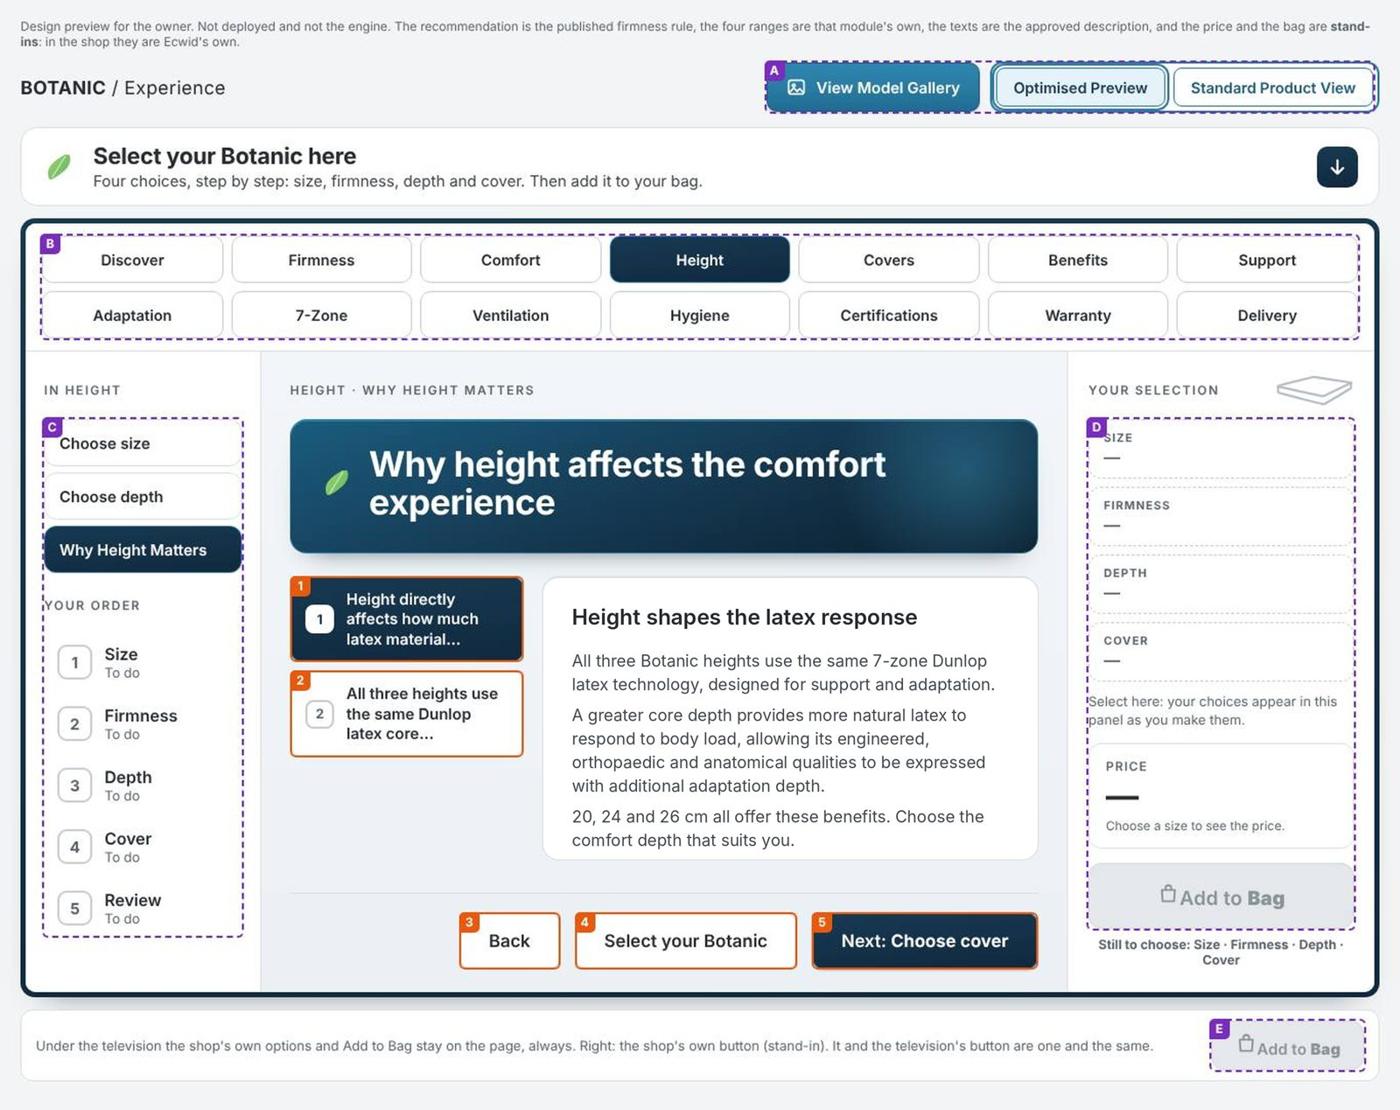 Design preview for the owner. Not deployed and not the engine. The recommendation is the published firmness rule, the four ranges are that module's own, the texts are the approved description, and the price and the bag are stand-
ins: in the shop they are Ecwid's own.
BOTANIC / Experience
A
View Model Gallery
Optimised Preview
Standard Product View
Select your Botanic here
Four choices, step by step: size, firmness, depth and cover. Then add it to your bag.
B
Discover
Firmness
Comfort
Height
Covers
Benefits
Support
Adaptation
7-Zone
Ventilation
Hygiene
Certifications
Warranty
Delivery
IN HEIGHT
C
Choose size
Choose depth
Why Height Matters
YOUR ORDER
1
Size
To do
2
Firmness
To do
3
Depth
To do
4
Cover
To do
5
Review
To do
HEIGHT · WHY HEIGHT MATTERS
Why height affects the comfort
experience
1
1
Height directly
affects how much
latex material...
2
2
All three heights use
the same Dunlop
latex core...
Height shapes the latex response
All three Botanic heights use the same 7-zone Dunlop
latex technology, designed for support and adaptation.
A greater core depth provides more natural latex to
respond to body load, allowing its engineered,
orthopaedic and anatomical qualities to be expressed
with additional adaptation depth.
20, 24 and 26 cm all offer these benefits. Choose the
comfort depth that suits you.
3
Back
4
Select your Botanic
5
Next: Choose cover
YOUR SELECTION
D
SIZE
—
FIRMNESS
—
DEPTH
—
COVER
—
Select here: your choices appear in this
panel as you make them.
PRICE
—
Choose a size to see the price.
Add to Bag
Still to choose: Size · Firmness · Depth ·
Cover
Under the television the shop's own options and Add to Bag stay on the page, always. Right: the shop's own button (stand-in). It and the television's button are one and the same.
E
Add to Bag